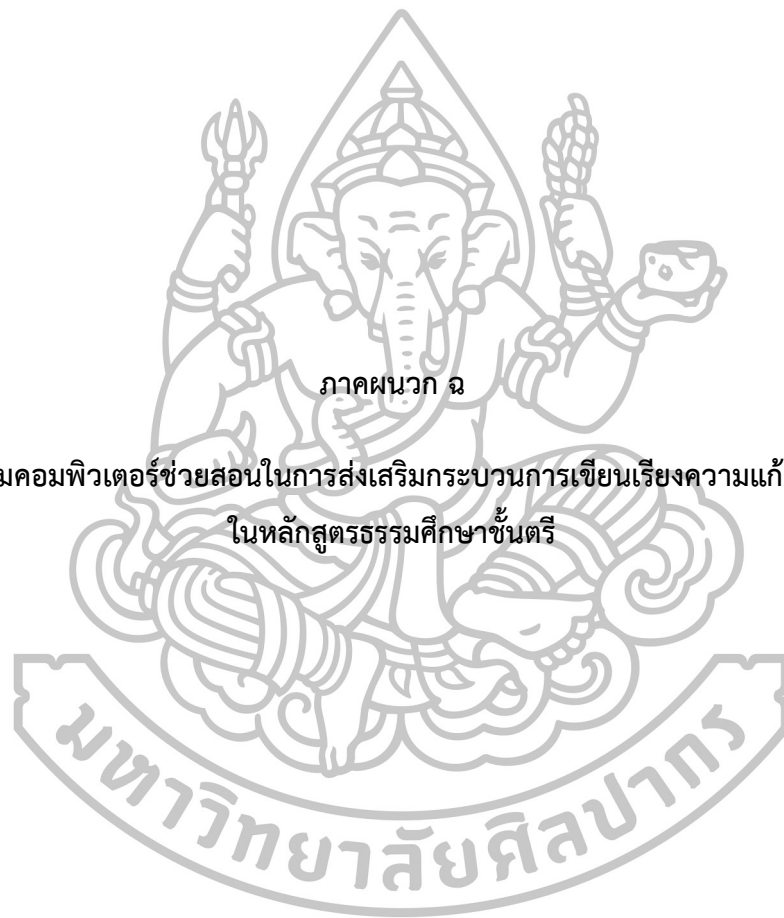 ภาคผนวก ฉ
มคอมพิวเตอร์ช่วยสอนในการส่งเสริมกระบวนการเขียนเรียงความแก้
ในหลักสูตรธรรมศึกษาชั้นตรี
มหาวิทยาลัยศิลปากร